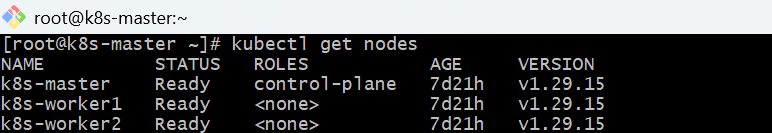 root@k8s-master:~
[root@k8s-master ~]# kubectl get nodes
NAME STATUS ROLES AGE VERSION
k8s-master Ready control-plane 7d21h v1.29.15
k8s-worker1 Ready <none> 7d21h v1.29.15
k8s-worker2 Ready <none> 7d21h v1.29.15